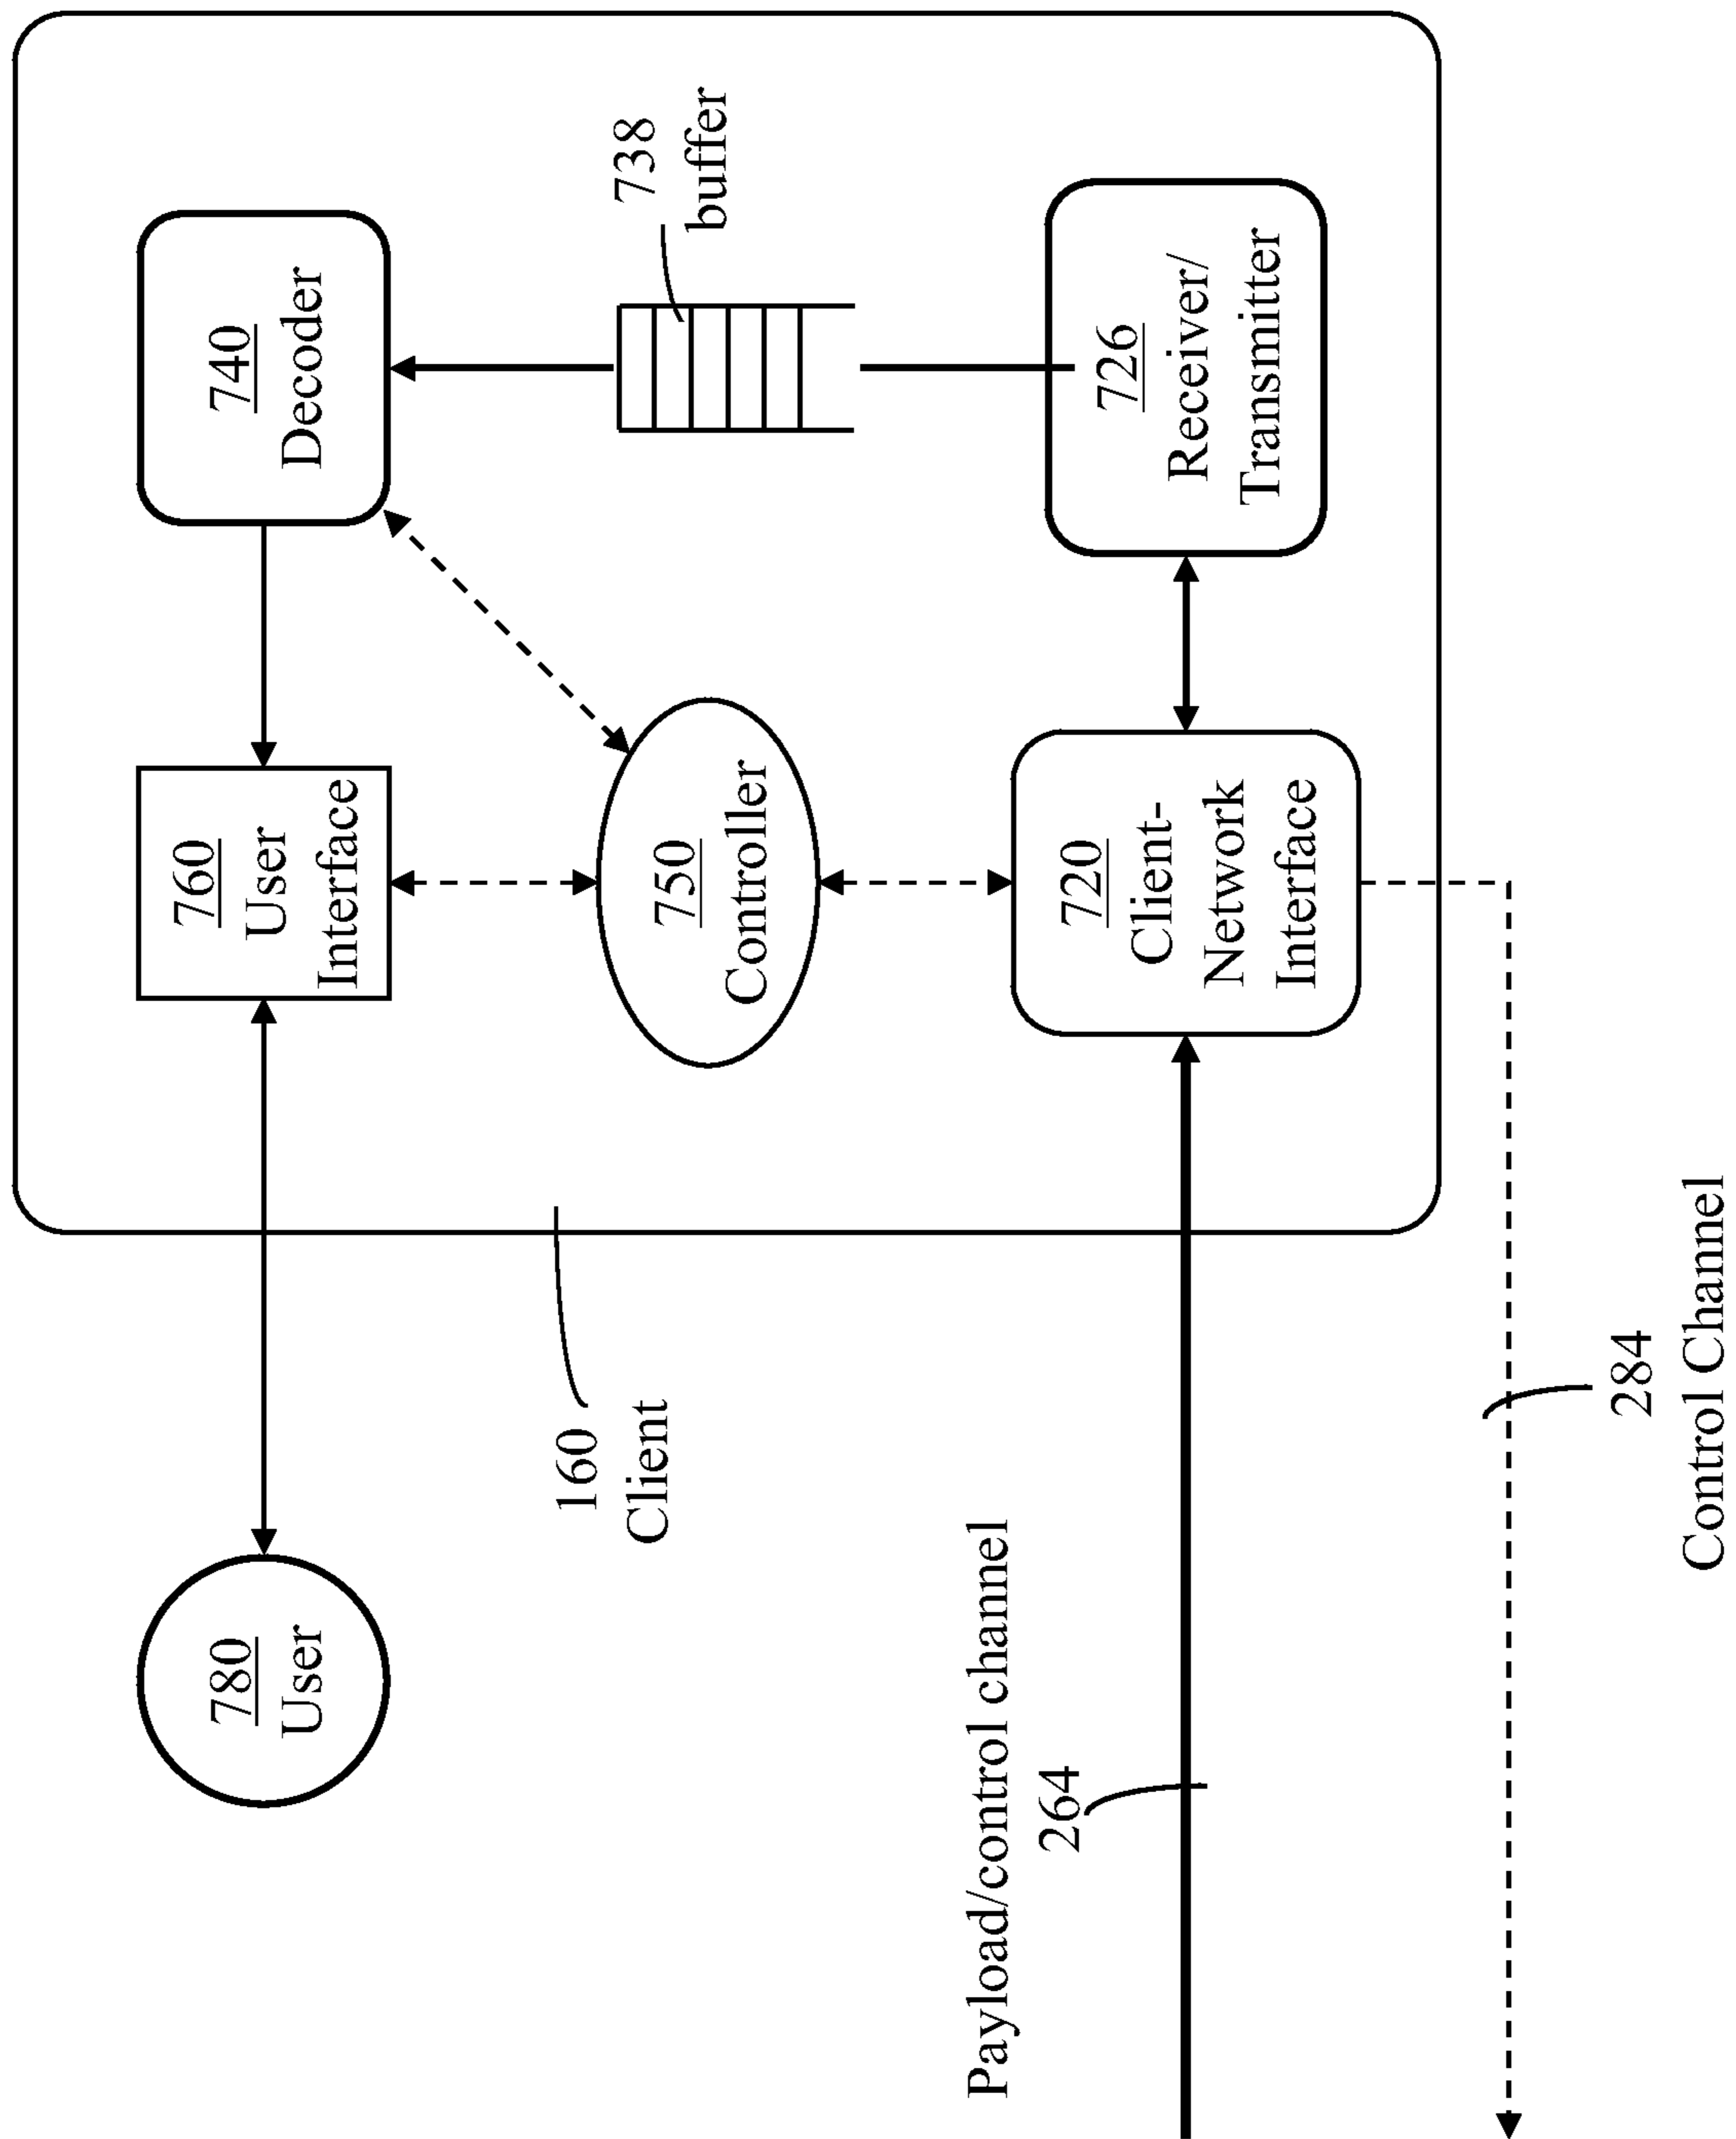 780
User
760
User
Interface
740
Decoder
160
Client
750
Controller
738
buffer
Payload/control channel
264
720
Client-
Network
Interface
726
Receiver/
Transmitter
284
Control Channel